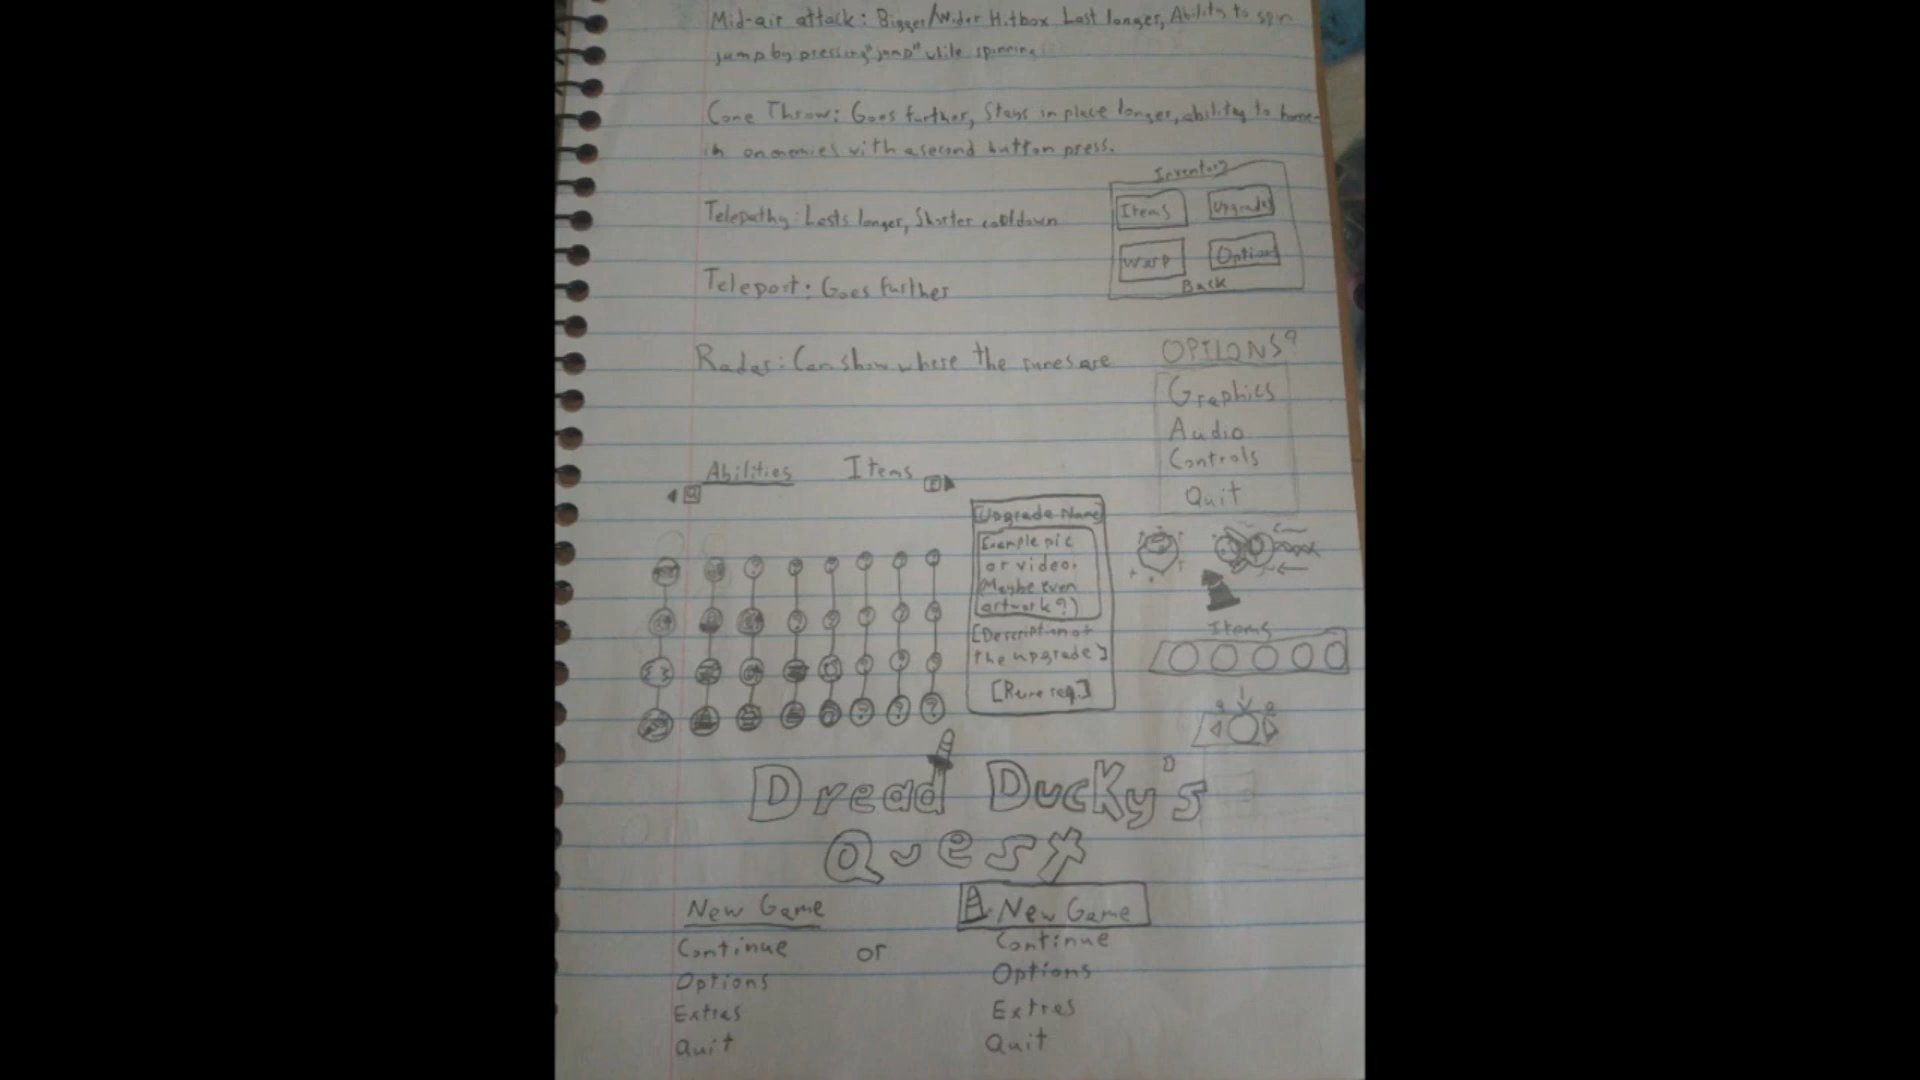 Mid-air attack: Bigger/Wider Hitbox Last longer, Ability to spin
jump by pressing "jump" while spinning
Cone Throw: Goes further, Stays in place longer, ability to home-
in on enemies with a second button press.
Telepathy: Lasts longer, Shorter cooldown
Teleport: Goes further
Radar: Can show where the runes are
Inventory
Items Upgrades
Warp Options
Back
OPTIONS?
Graphics
Audio
Controls
Quit
Abilities Items
Q E
[Upgrade Name]
Example pic
or video.
(Maybe even
artwork?)
[Description of
the upgrade]
[Rune req.]
Items
Dread Ducky's
Quest
New Game
Continue
Options
Extras
Quit
or
New Game
Continue
Options
Extras
Quit